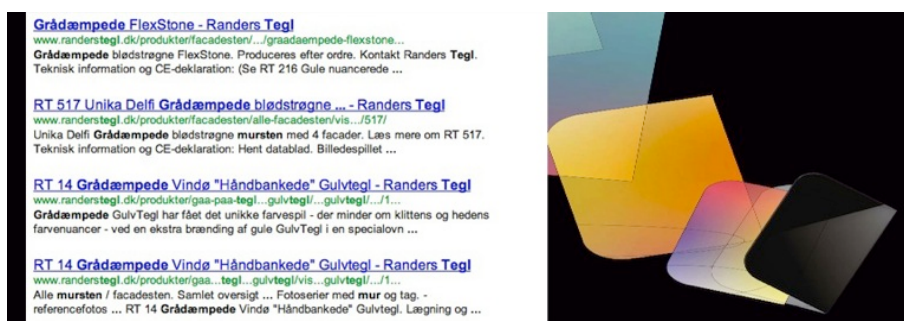 Grådæmpede FlexStone - Randers Tegl
www.randerstegl.dk/produkter/facadesten/.../graadaempede-flexstone...
Grådæmpede blødstrøgne FlexStone. Produceres efter ordre. Kontakt Randers Tegl.
Teknisk information og CE-deklaration: (Se RT 216 Gule nuancerede ...
RT 517 Unika Delfi Grådæmpede blødstrøgne ... - Randers Tegl
www.randerstegl.dk/produkter/facadesten/alle-facadesten/vis.../517/
Unika Delfi Grådæmpede blødstrøgne mursten med 4 facader. Læs mere om RT 517.
Teknisk information og CE-deklaration: Hent datablad. Billedespillet ...
RT 14 Grådæmpede Vindø "Håndbankede" Gulvtegl - Randers Tegl
www.randerstegl.dk/produkter/gaa-paa-tegl...gulvtegl/...gulvtegl/.../1...
Grådæmpede GulvTegl har fået det unikke farvespil - der minder om klittens og hedens
farvenuancer - ved en ekstra brænding af gule GulvTegl i en specialovn ...
RT 14 Grådæmpede Vindø "Håndbankede" Gulvtegl - Randers Tegl
www.randerstegl.dk/produkter/gaa...tegl...gulvtegl/vis...gulvtegl/.../1...
Alle mursten / facadesten. Samlet oversigt ... Fotoserier med mur og tag. -
referencefotos ... RT 14 Grådæmpede Vindø "Håndbankede" Gulvtegl. Lægning og ...